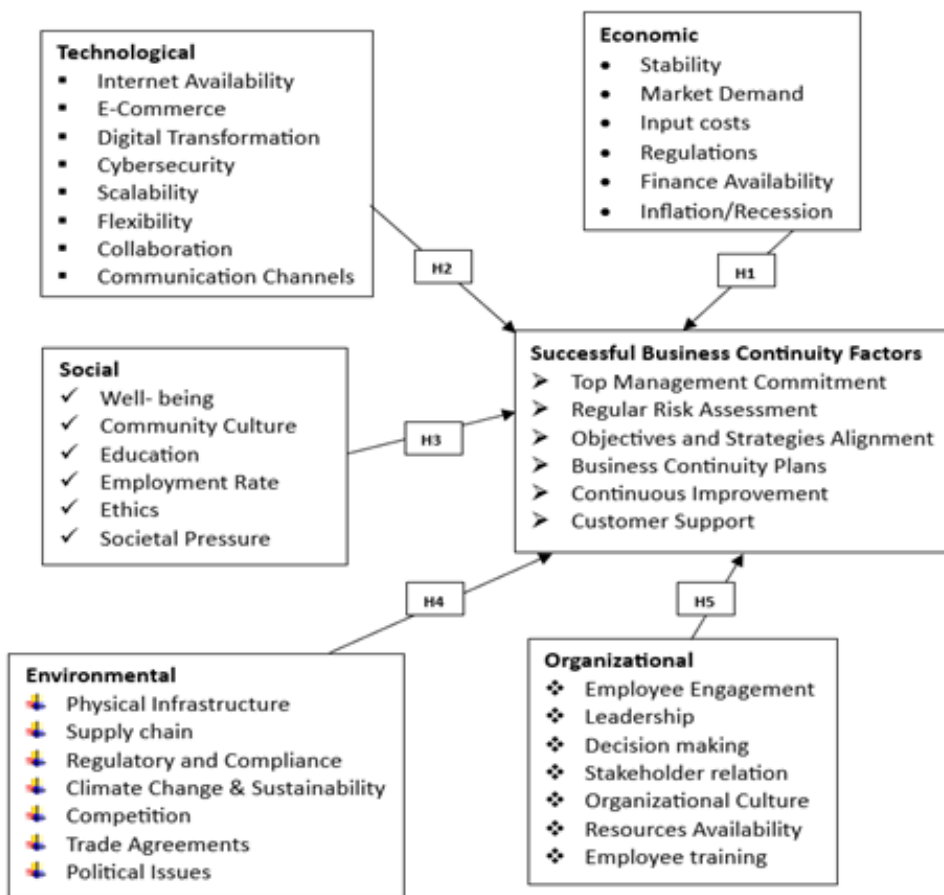 Technological
Internet Availability
E-Commerce
Digital Transformation
Cybersecurity
Scalability
Flexibility
Collaboration
Communication Channels
Economic
Stability
Market Demand
Input costs
Regulations
Finance Availability
Inflation/Recession
H2
H1
Social
Well- being
Community Culture
Education
Employment Rate
Ethics
Societal Pressure
H3
Successful Business Continuity Factors
Top Management Commitment
Regular Risk Assessment
Objectives and Strategies Alignment
Business Continuity Plans
Continuous Improvement
Customer Support
H4
H5
Environmental
Physical Infrastructure
Supply chain
Regulatory and Compliance
Climate Change & Sustainability
Competition
Trade Agreements
Political Issues
Organizational
Employee Engagement
Leadership
Decision making
Stakeholder relation
Organizational Culture
Resources Availability
Employee training